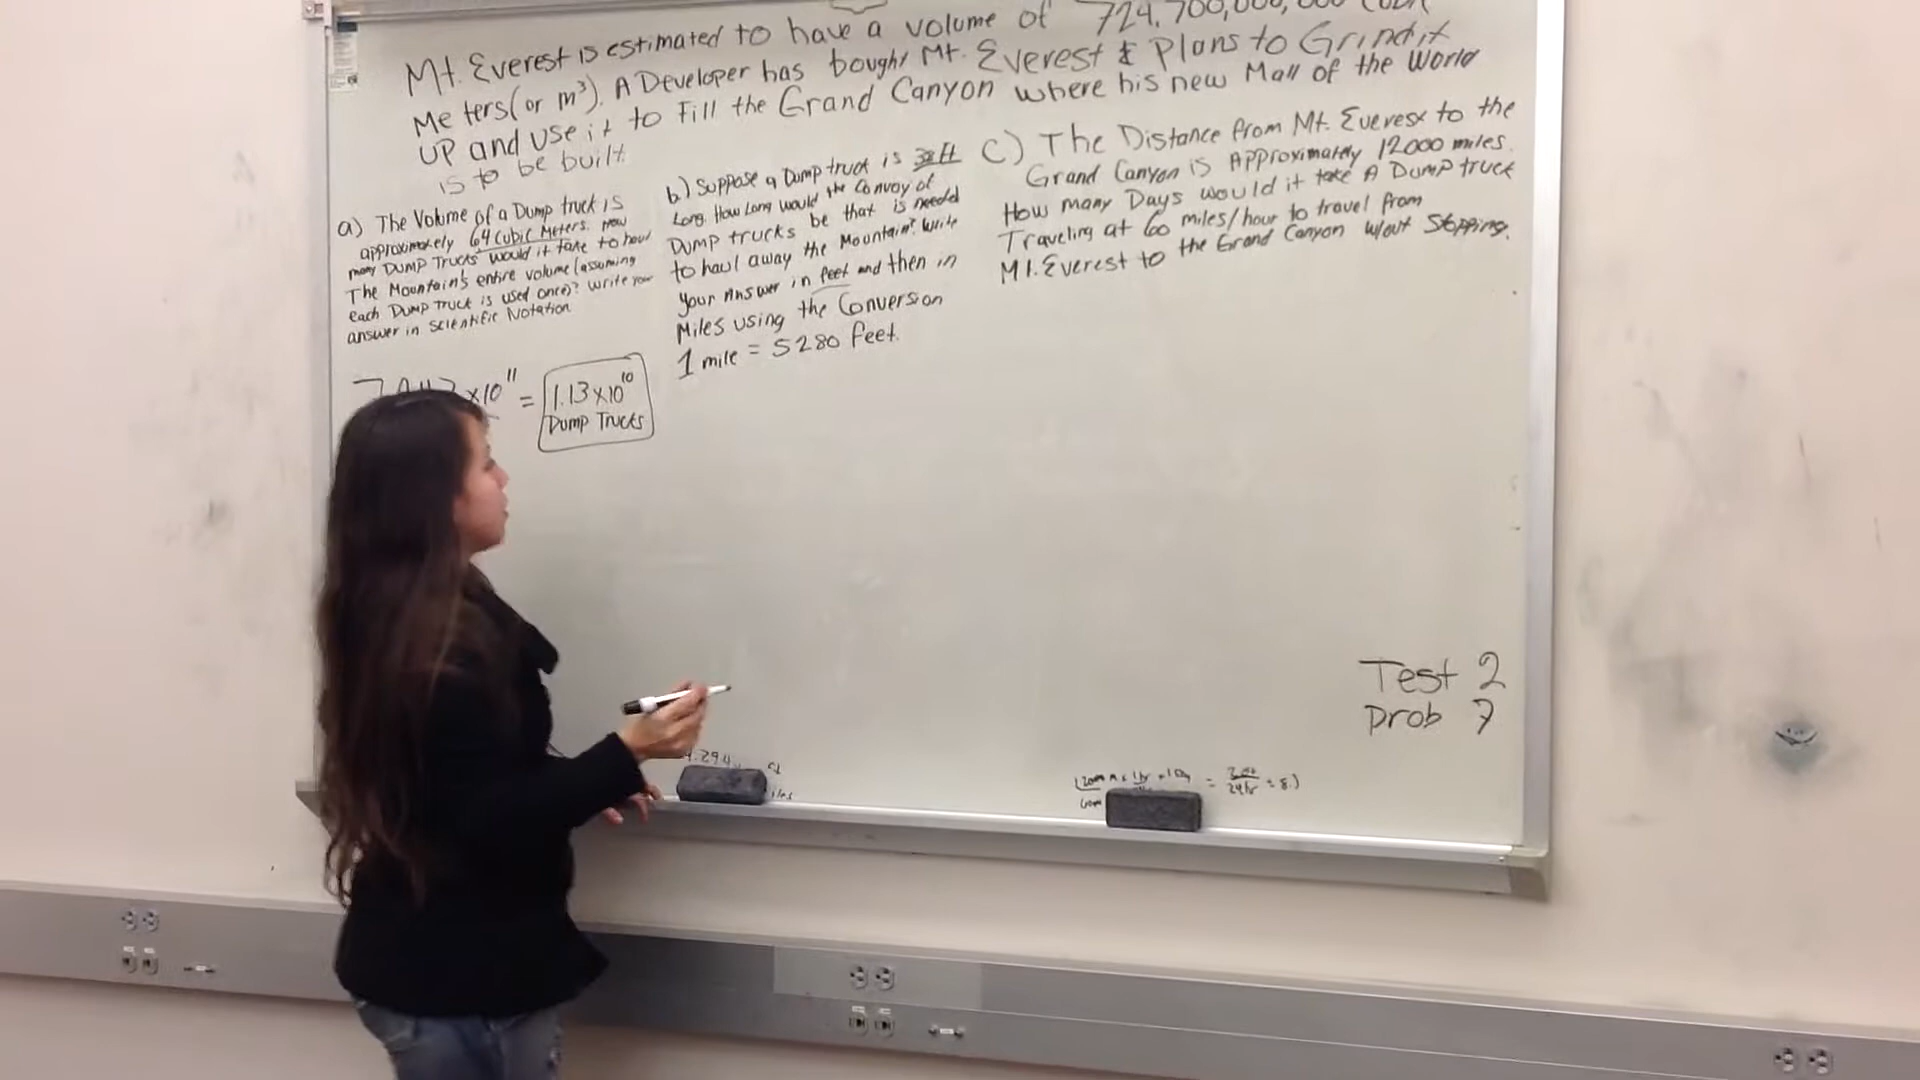 Mt. Everest is estimated to have a volume of 724,700,000,
Meters (or m³). A Developer has bought Mt. Everest & Plans to Grind it
UP and use it to Fill the Grand Canyon where his new Mall of the World
is to be built.
a) The Volume of a Dump truck is
approximately 64 cubic Meters. How
many Dump Trucks would it take to haul
The Mountain's entire volume (assuming
each Dump Truck is used once)? Write your
answer in Scientific Notation
x10¹¹ = 1.13x10¹⁰
Dump Trucks
b) Suppose a Dump truck is ft
Long. How Long would the Convoy of
Dump trucks be that is needed
to haul away the Mountain? Write
your Answer in feet and then in
Miles using the Conversion
1 mile = 5280 feet.
C) The Distance from Mt. Everest to the
Grand Canyon is Approximately 12000 miles.
How many Days would it take A Dump truck
Traveling at 60 miles/hour to travel from
Mt. Everest to the Grand Canyon w/out Stopping.
Test 2
Prob 7